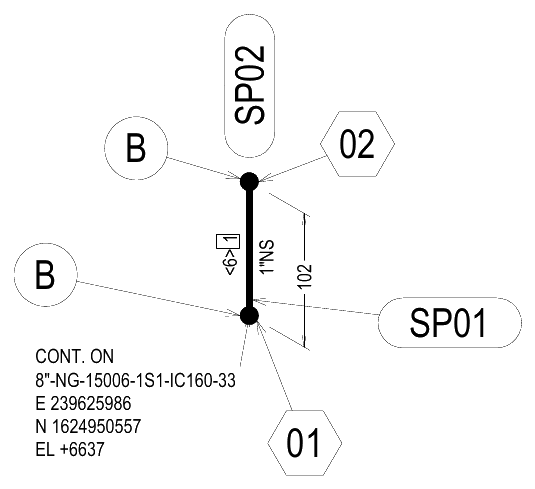 SP02
B
02
<6> 1
1"NS
102
B
SP01
CONT. ON
8"-NG-15006-1S1-IC160-33
E 239625986
N 1624950557
EL +6637
01